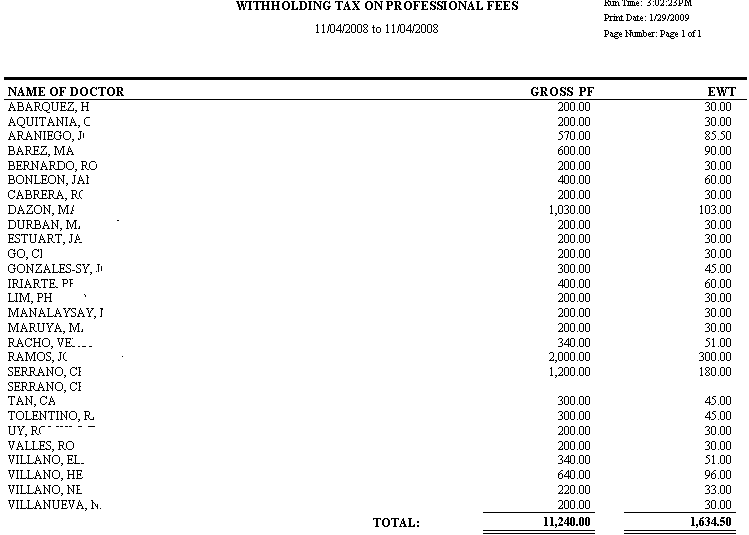 WITHHOLDING TAX ON PROFESSIONAL FEES
Run Time: 3:02:23PM
11/04/2008 to 11/04/2008
Print Date: 1/29/2009
Page Number: Page 1 of 1
NAME OF DOCTOR GROSS PF EWT
ABARQUEZ, H 200.00 30.00
AQUITANIA, C 200.00 30.00
ARANIEGO, J 570.00 85.50
BAREZ, MA 600.00 90.00
BERNARDO, RO 200.00 30.00
BONLEON, JAN 400.00 60.00
CABRERA, RO 200.00 30.00
DAZON, MA 1,030.00 103.00
DURBAN, M 200.00 30.00
ESTUART, JA 200.00 30.00
GO, CI 200.00 30.00
GONZALES-SY, J 300.00 45.00
IRIARTE, PF 400.00 60.00
LIM, PH 200.00 30.00
MANALAYSAY, 200.00 30.00
MARUYA, M 200.00 30.00
RACHO, VE 340.00 51.00
RAMOS, JO 2,000.00 300.00
SERRANO, CH 1,200.00 180.00
SERRANO, CH
TAN, CA 300.00 45.00
TOLENTINO, R 300.00 45.00
UY, RO 200.00 30.00
VALLES, RO 200.00 30.00
VILLANO, EL 340.00 51.00
VILLANO, HE 640.00 96.00
VILLANO, NE 220.00 33.00
VILLANUEVA, N 200.00 30.00
TOTAL: 11,240.00 1,634.50